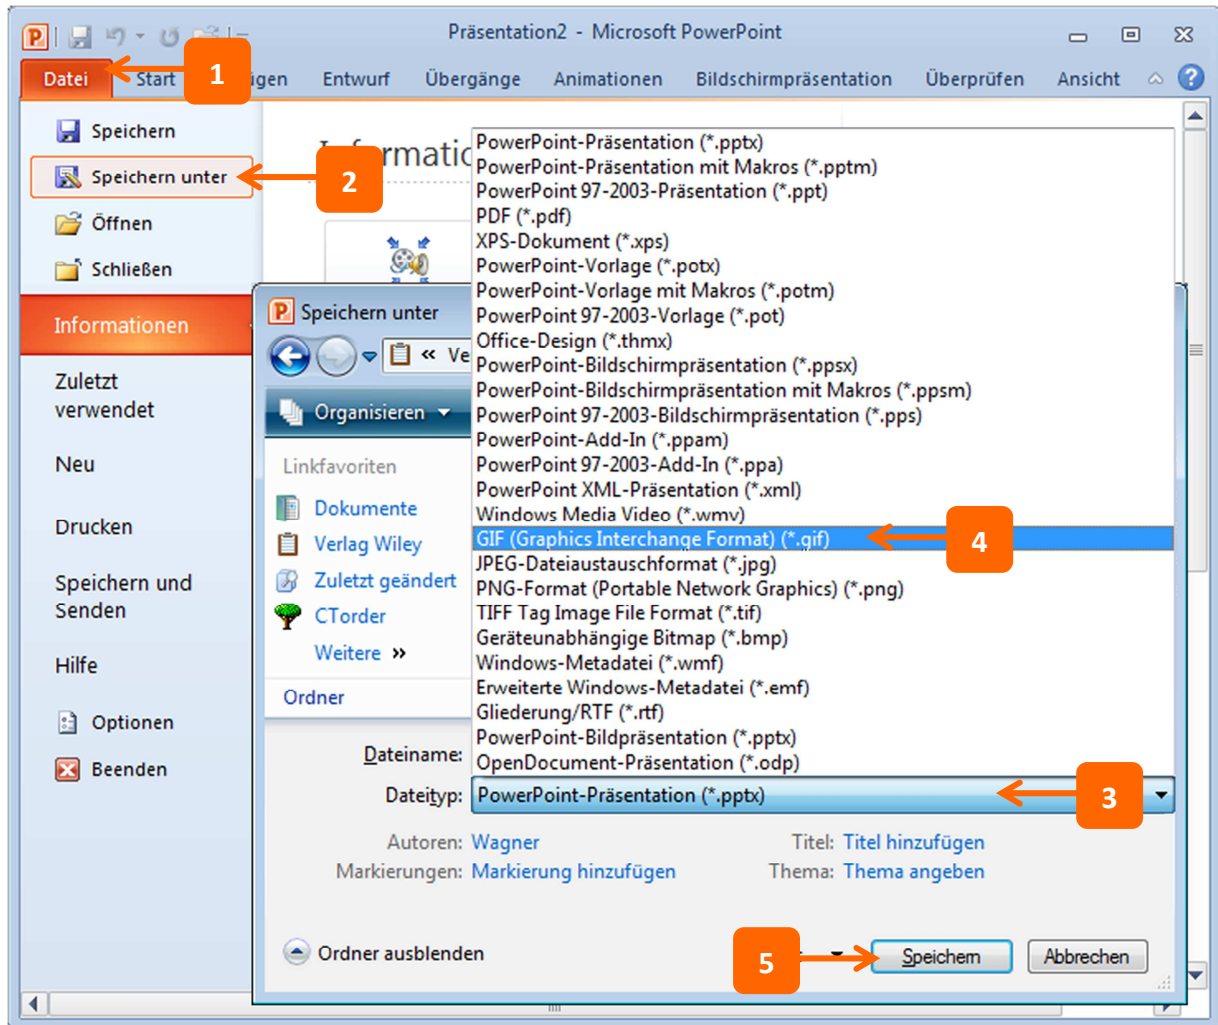 Präsentation2 - Microsoft PowerPoint
Datei Start 1 gen Entwurf Übergänge Animationen Bildschirmpräsentation Überprüfen Ansicht
Speichern
Speichern unter
2
Öffnen
Schließen
Informationen
Zuletzt
verwendet
Neu
Drucken
Speichern und
Senden
Hilfe
Optionen
Beenden
Informatio
PowerPoint-Präsentation (*.pptx)
PowerPoint-Präsentation mit Makros (*.pptm)
PowerPoint 97-2003-Präsentation (*.ppt)
PDF (*.pdf)
XPS-Dokument (*.xps)
PowerPoint-Vorlage (*.potx)
PowerPoint-Vorlage mit Makros (*.potm)
PowerPoint 97-2003-Vorlage (*.pot)
Office-Design (*.thmx)
PowerPoint-Bildschirmpräsentation (*.ppsx)
PowerPoint-Bildschirmpräsentation mit Makros (*.ppsm)
PowerPoint 97-2003-Bildschirmpräsentation (*.pps)
PowerPoint-Add-In (*.ppam)
PowerPoint 97-2003-Add-In (*.ppa)
PowerPoint XML-Präsentation (*.xml)
Windows Media Video (*.wmv)
GIF (Graphics Interchange Format) (*.gif)
4
JPEG-Dateiaustauschformat (*.jpg)
PNG-Format (Portable Network Graphics) (*.png)
TIFF Tag Image File Format (*.tif)
Geräteunabhängige Bitmap (*.bmp)
Windows-Metadatei (*.wmf)
Erweiterte Windows-Metadatei (*.emf)
Gliederung/RTF (*.rtf)
PowerPoint-Bildpräsentation (*.pptx)
OpenDocument-Präsentation (*.odp)
Speichern unter
« Ve
Organisieren
Linkfavoriten
Dokumente
Verlag Wiley
Zuletzt geändert
CTorder
Weitere »
Ordner
Dateiname:
Dateityp: PowerPoint-Präsentation (*.pptx)
3
Autoren: Wagner Titel: Titel hinzufügen
Markierungen: Markierung hinzufügen Thema: Thema angeben
Ordner ausblenden
5
Speichern Abbrechen